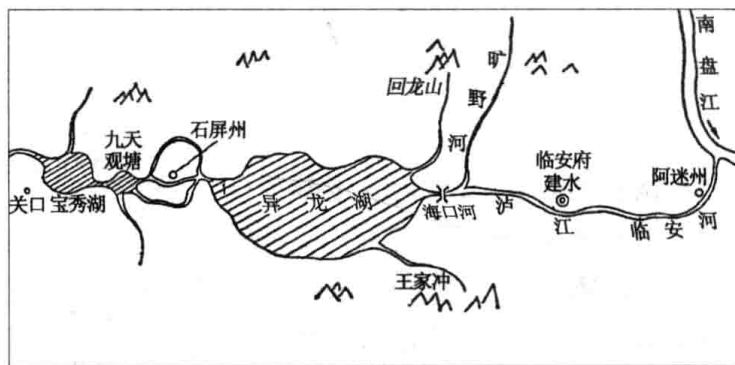 南盘江
回龙山
旷野河
石屏州
九天
观塘
关口
宝秀湖
异龙湖
海口河
临安府
建水
阿迷州
泸江
临安河
王家冲